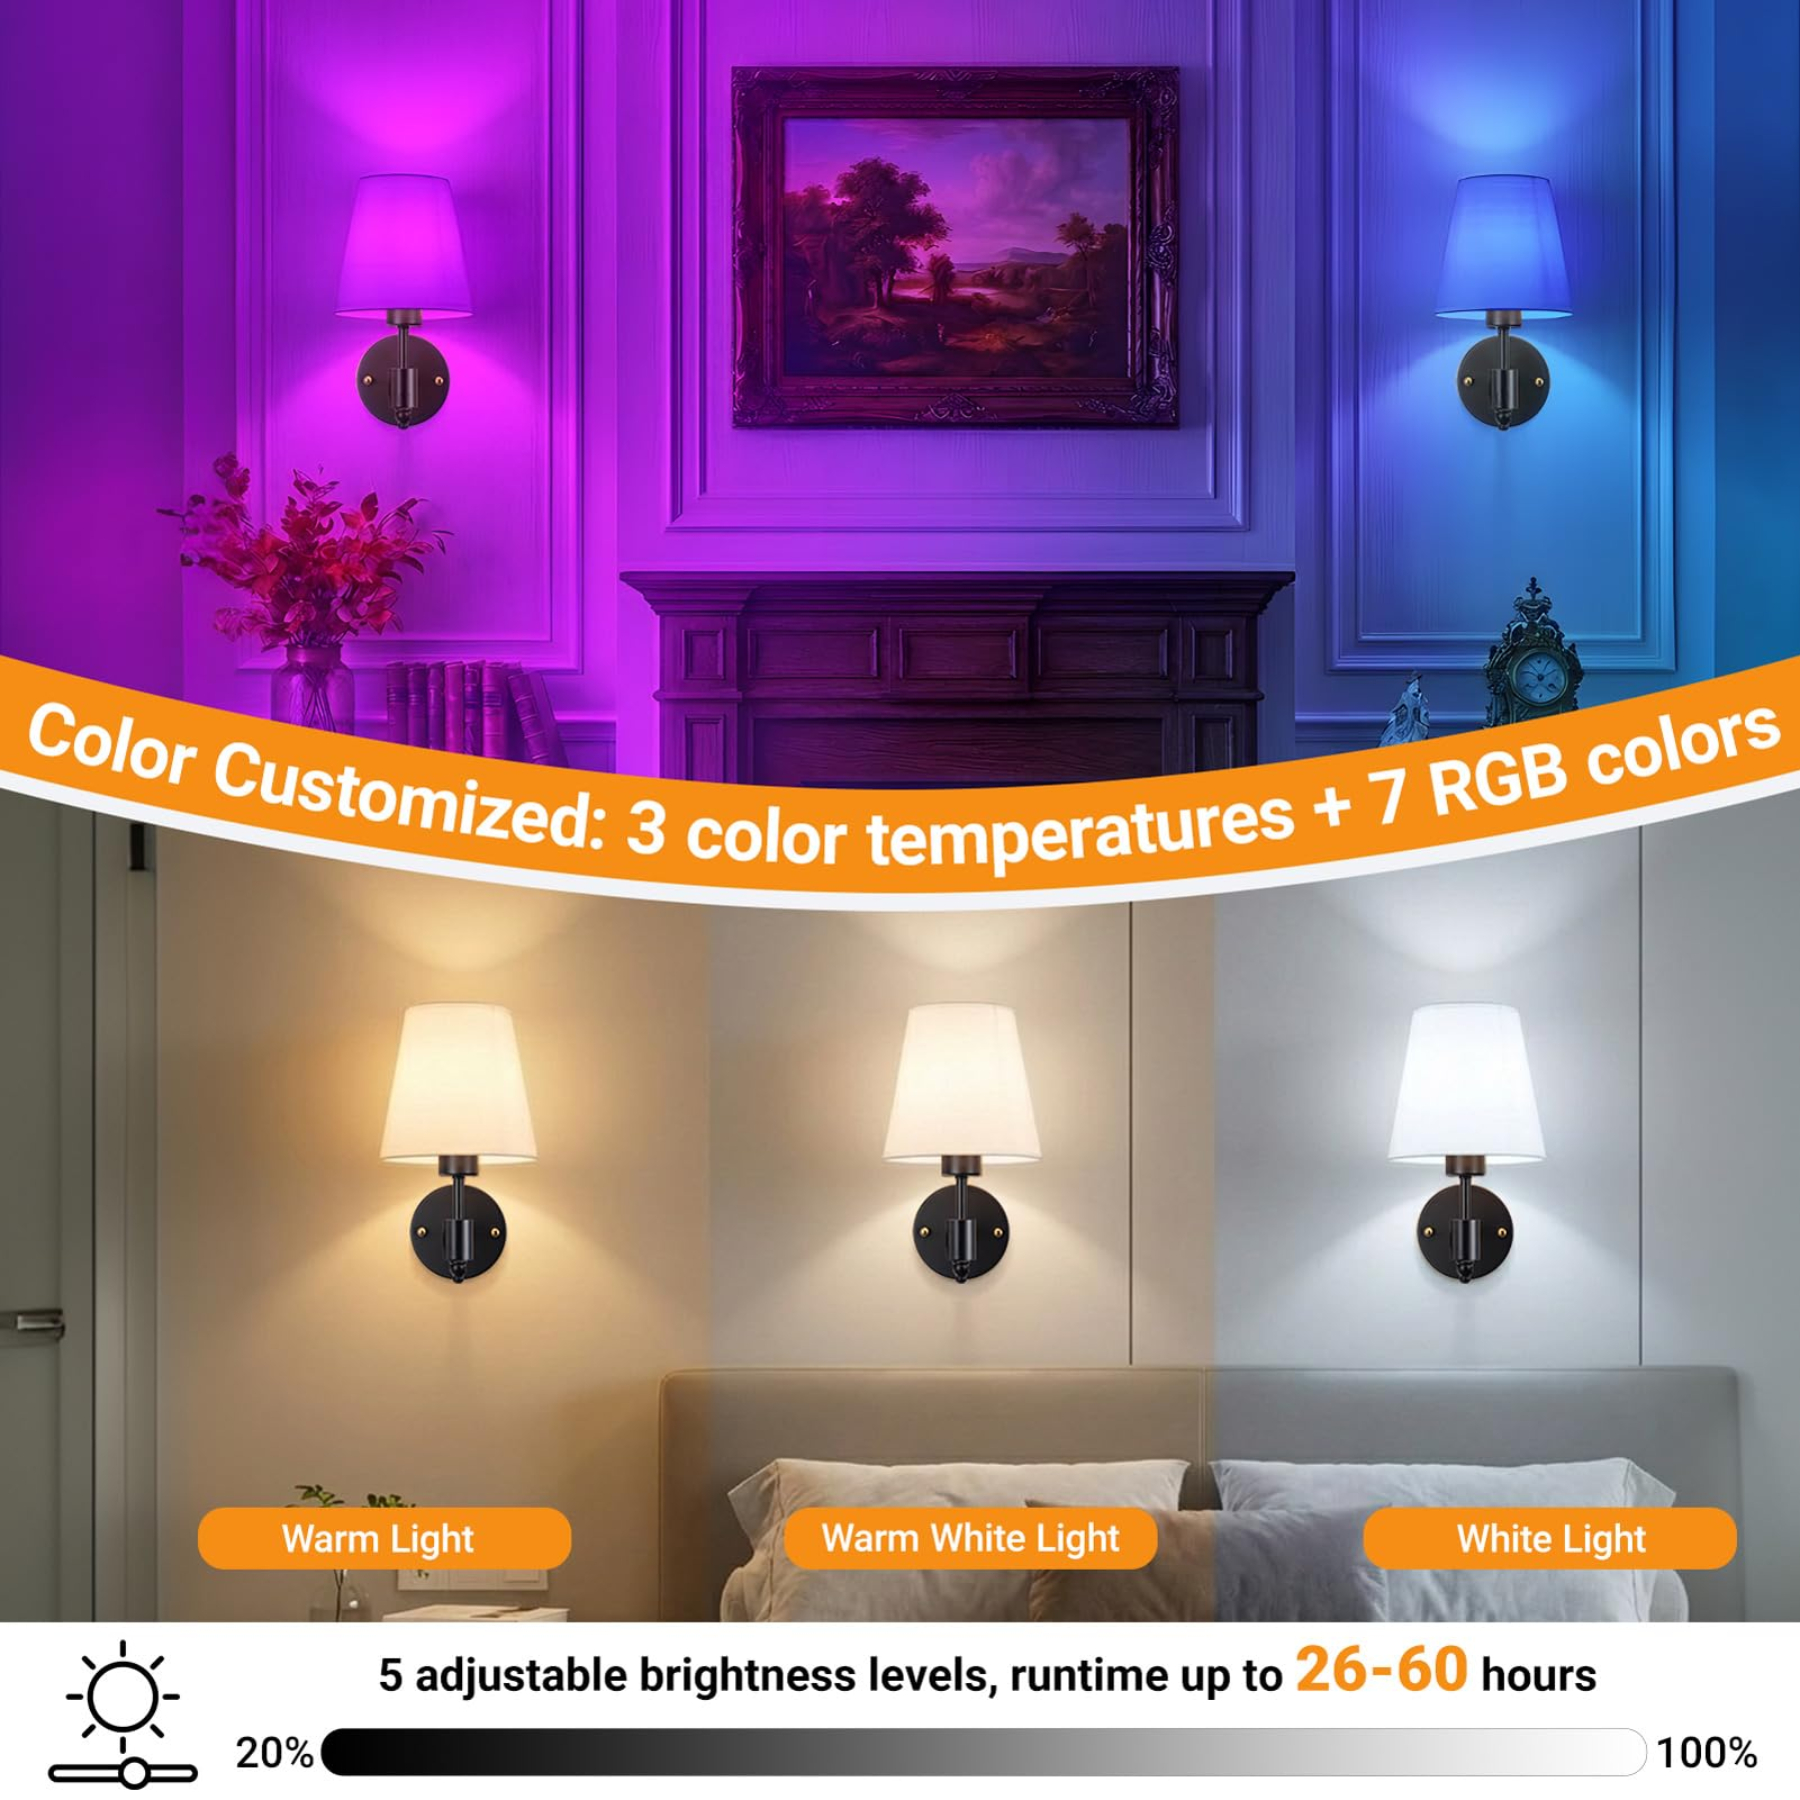 Color Customized: 3 color temperatures + 7 RGB colors
Warm Light
Warm White Light
White Light
5 adjustable brightness levels, runtime up to 26-60 hours
20%
100%